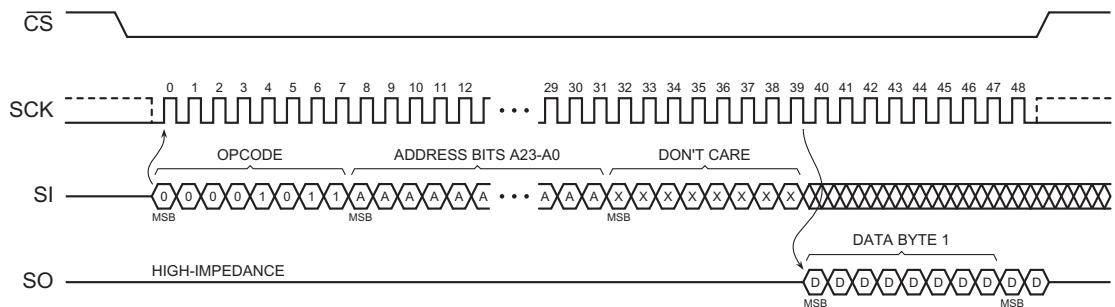 CS
0 1 2 3 4 5 6 7 8 9 10 11 12 29 30 31 32 33 34 35 36 37 38 39 40 41 42 43 44 45 46 47 48
SCK
OPCODE ADDRESS BITS A23-A0 DON'T CARE
SI 0 0 0 0 1 0 1 1 A A A A A A A A A X X X X X X X X
MSB MSB MSB
DATA BYTE 1
HIGH-IMPEDANCE
SO D D D D D D D D D D
MSB MSB